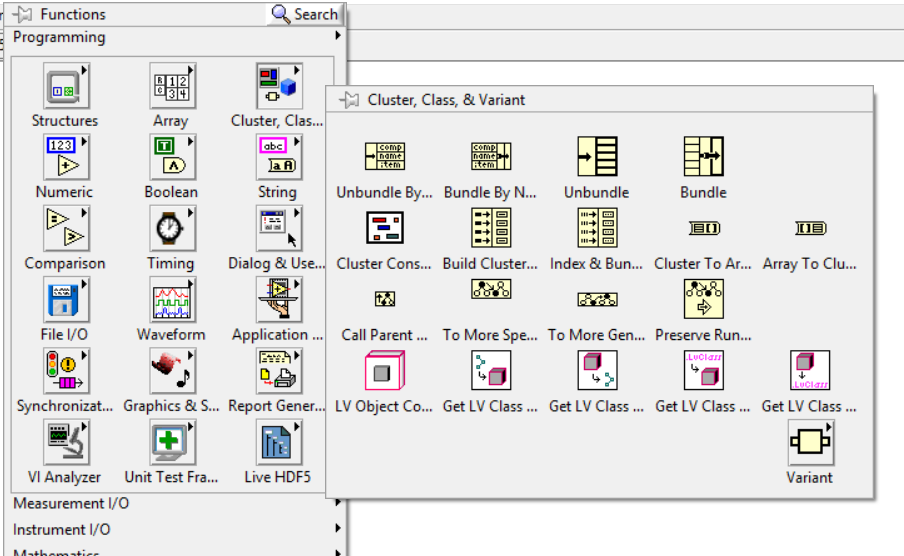 Functions
Search
Programming
Structures
Array
Cluster, Clas...
Numeric
Boolean
String
Comparison
Timing
Dialog & Use...
File I/O
Waveform
Application ...
Synchronizat...
Graphics & S...
Report Gener...
VI Analyzer
Unit Test Fra...
Live HDF5
Measurement I/O
Instrument I/O
Mathematics
Cluster, Class, & Variant
Unbundle By...
Bundle By N...
Unbundle
Bundle
Cluster Cons...
Build Cluster...
Index & Bun...
Cluster To Ar...
Array To Clu...
Call Parent ...
To More Spe...
To More Gen...
Preserve Run...
LV Object Co...
Get LV Class ...
Get LV Class ...
Get LV Class ...
Get LV Class ...
Variant